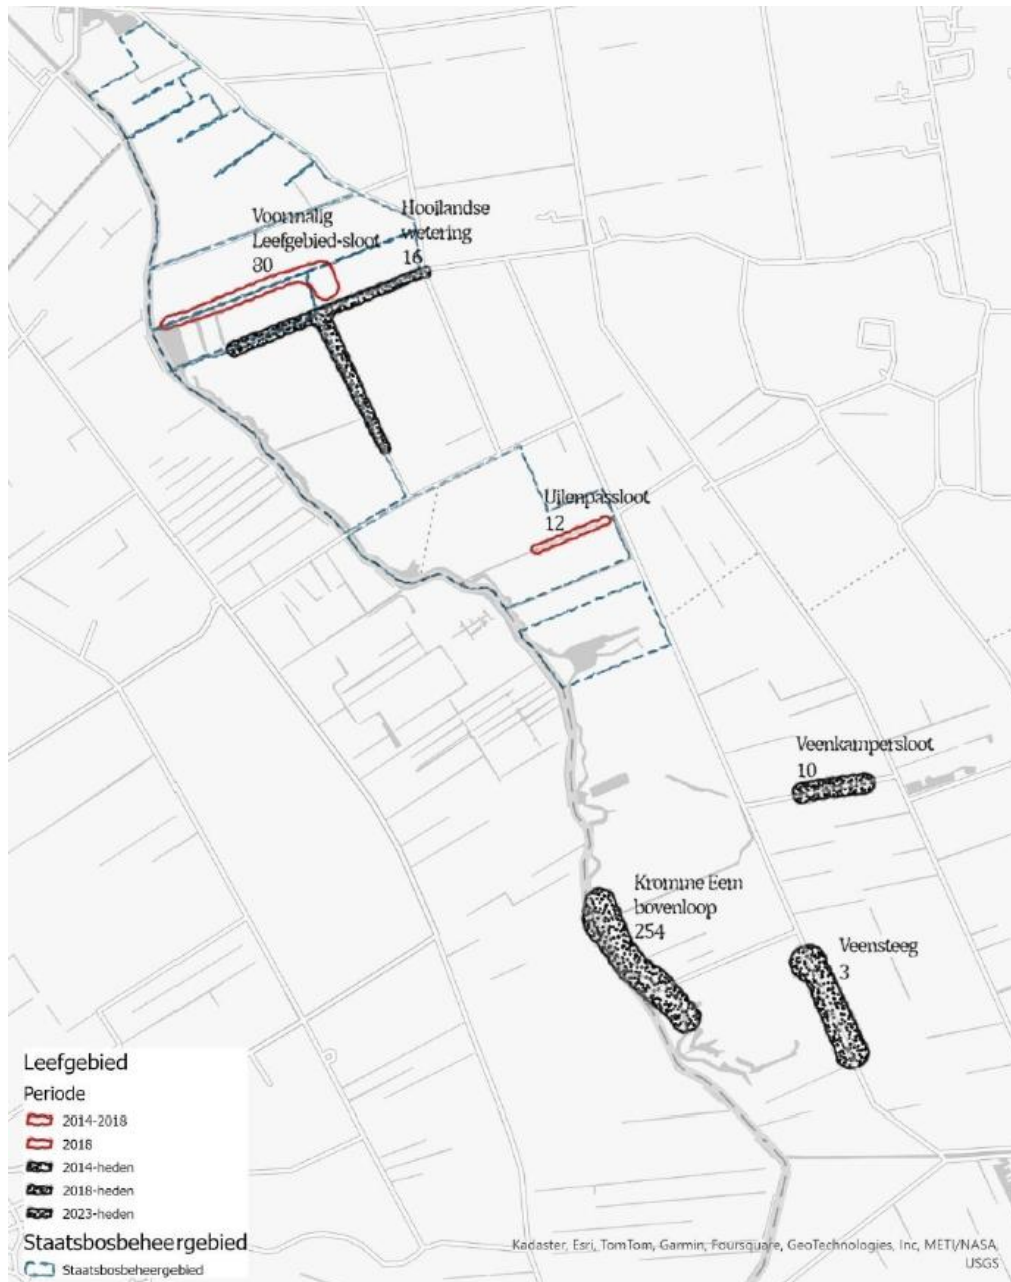 Voormalig
Leefgebied-sloot
80
Hooilandse
wetering
16
Uilenpassloot
12
Veenkampersloot
10
Kromme Eem
bovenloop
254
Veensteeg
3
Leefgebied
Periode
2014-2018
2018
2014-heden
2018-heden
2023-heden
Staatsbosbeheergebied
Staatsbosbeheergebied
Kadaster, Esri, TomTom, Garmin, Foursquare, GeoTechnologies, Inc, METI/NASA,
USGS